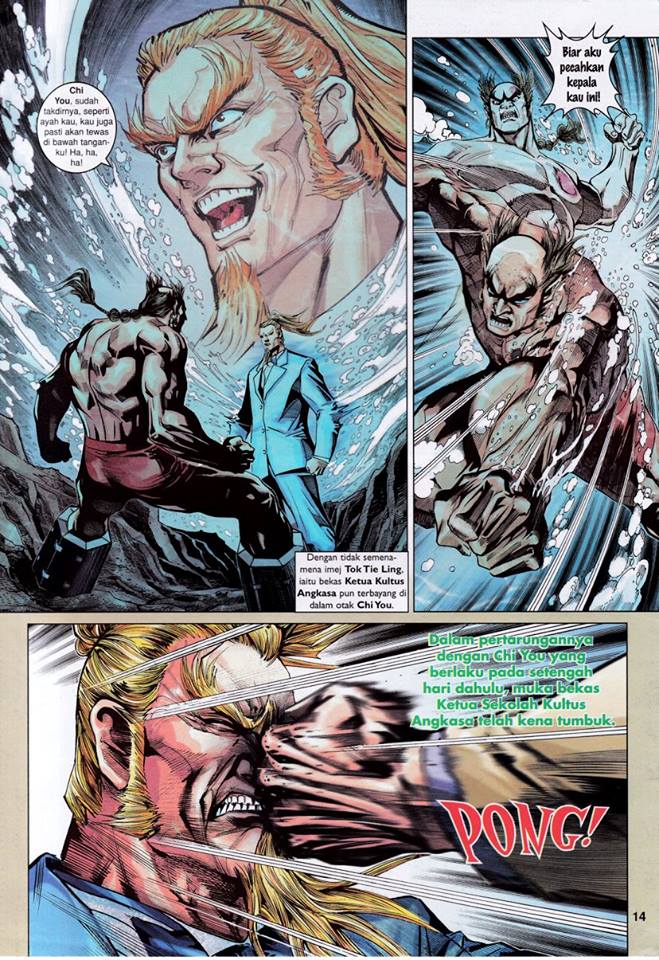 Chi
You, sudah
takdirnya, seperti
ayah kau, kau juga
pasti akan tewas
di bawah tangan-
ku! Ha, ha,
ha!
Biar aku
pecahkan
kepala
kau ini!
Dengan tidak semena-
mena imej Tok Tie Ling,
iaitu bekas Ketua Kultus
Angkasa pun terbayang di
dalam otak Chi You.
Dalam pertarungannya
dengan Chi You yang
berlaku pada setengah
hari dahulu, muka bekas
Ketua Sekolah Kultus
Angkasa telah kena tumbuk.
PONG!
14